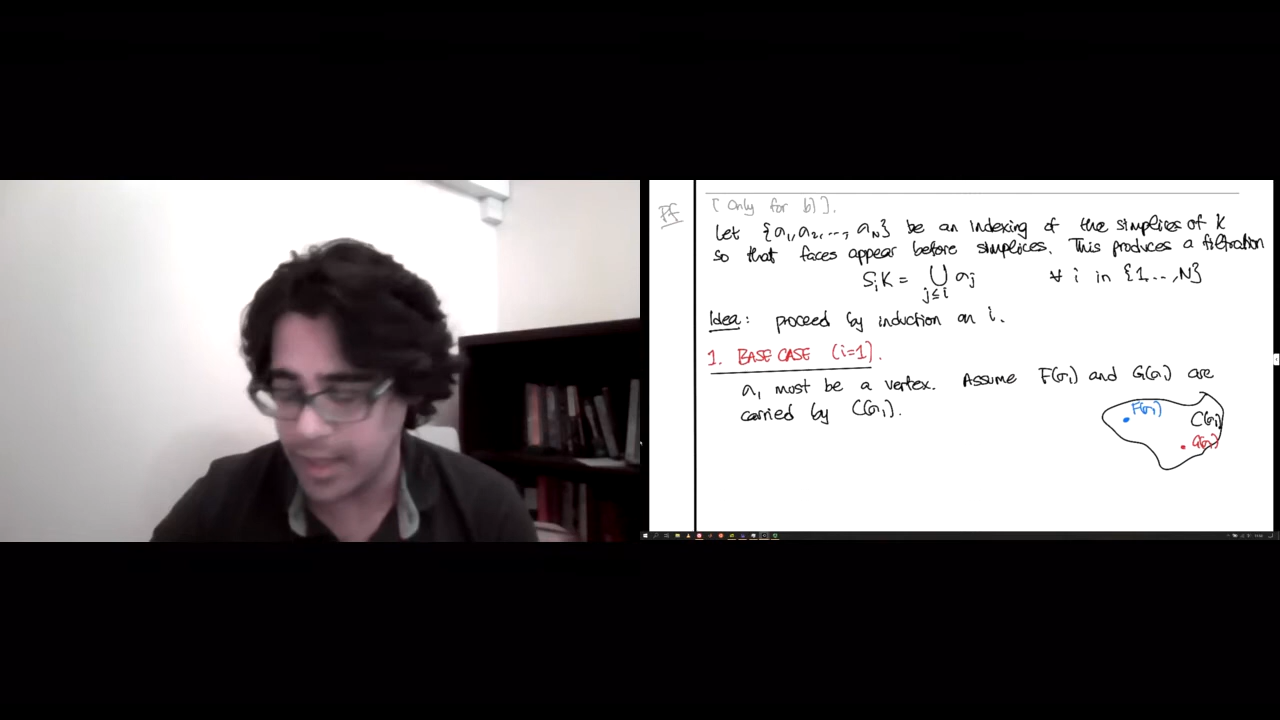 Pf
[Only for b)].
Let {σ₁,σ₂,..., σ_N} be an indexing of the simplices of K
so that faces appear before simplices. This produces a filtration
SᵢK = ⋃_{j≤i} σⱼ ∀ i in {1...,N}
Idea: proceed by induction on i.
1. BASE CASE (i=1).
σ₁ must be a vertex. Assume F(σ₁) and G(σ₁) are
carried by C(σ₁).
F(σ₁)
C(σ₁)
G(σ₁)